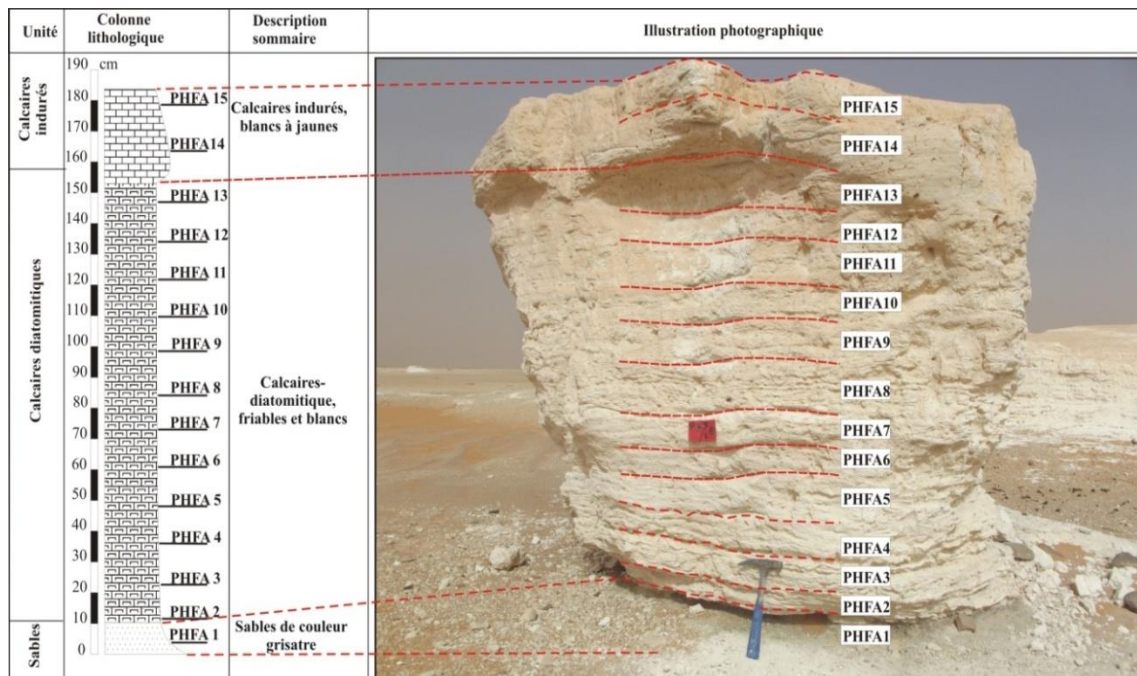 Unité
Colonne
lithologique
Description
sommaire
Illustration photographique
Calcaires
indurés
Calcaires diatomitiques
Sables
190 cm
180
170
160
150
140
130
120
110
100
90
80
70
60
50
40
30
20
10
0
PHFA 15
PHFA14
PHFA 13
PHFA 12
PHFA 11
PHFA 10
PHFA 9
PHFA 8
PHFA 7
PHFA 6
PHFA 5
PHFA 4
PHFA 3
PHFA 2
PHFA 1
Calcaires indurés,
blancs à jaunes
Calcaires-
diatomitique,
friables et blancs
Sables de couleur
grisatre
PHFA15
PHFA14
PHFA13
PHFA12
PHFA11
PHFA10
PHFA9
PHFA8
PHFA7
PHFA6
PHFA5
PHFA4
PHFA3
PHFA2
PHFA1